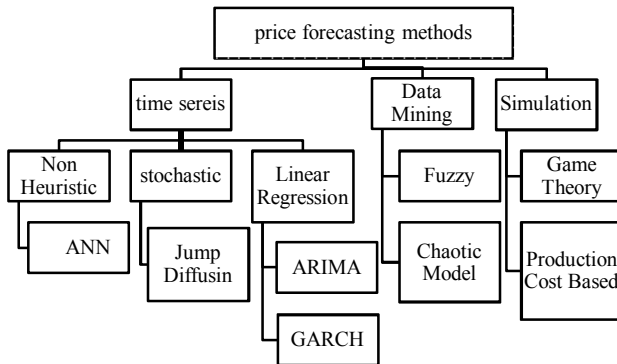 price forecasting methods
time sereis
Data
Mining
Simulation
Non
Heuristic
stochastic
Linear
Regression
Fuzzy
Game
Theory
ANN
Jump
Diffusin
ARIMA
Chaotic
Model
Production
Cost Based
GARCH